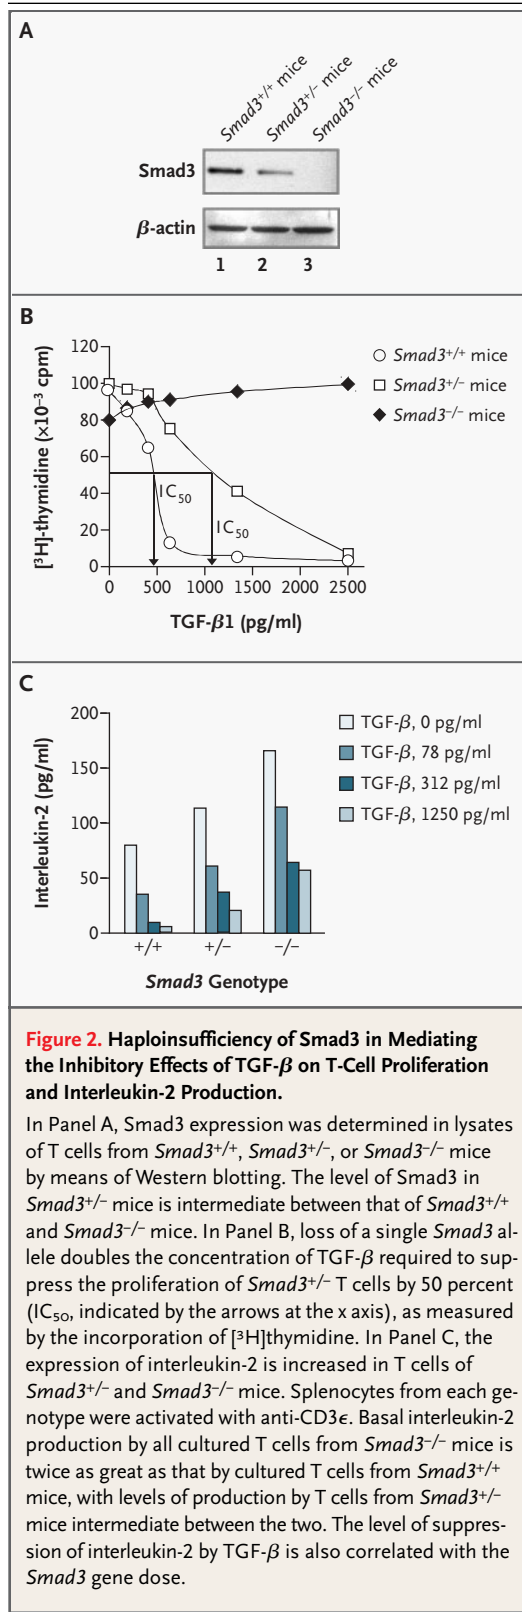 A
Smad3+/+ mice
Smad3+/− mice
Smad3−/− mice
Smad3
β-actin
1 2 3
B
[³H]-thymidine (×10⁻³ cpm)
120
100
80
60
40
20
0
IC₅₀
IC₅₀
0 500 1000 1500 2000 2500
TGF-β1 (pg/ml)
Smad3+/+ mice
Smad3+/− mice
Smad3−/− mice
C
Interleukin-2 (pg/ml)
200
150
100
50
0
+/+ +/− −/−
Smad3 Genotype
TGF-β, 0 pg/ml
TGF-β, 78 pg/ml
TGF-β, 312 pg/ml
TGF-β, 1250 pg/ml
Figure 2. Haploinsufficiency of Smad3 in Mediating
the Inhibitory Effects of TGF-β on T-Cell Proliferation
and Interleukin-2 Production.
In Panel A, Smad3 expression was determined in lysates
of T cells from Smad3+/+, Smad3+/−, or Smad3−/− mice
by means of Western blotting. The level of Smad3 in
Smad3+/− mice is intermediate between that of Smad3+/+
and Smad3−/− mice. In Panel B, loss of a single Smad3 al-
lele doubles the concentration of TGF-β required to sup-
press the proliferation of Smad3+/− T cells by 50 percent
(IC₅₀, indicated by the arrows at the x axis), as measured
by the incorporation of [³H]thymidine. In Panel C, the
expression of interleukin-2 is increased in T cells of
Smad3+/− and Smad3−/− mice. Splenocytes from each ge-
notype were activated with anti-CD3ϵ. Basal interleukin-2
production by all cultured T cells from Smad3−/− mice is
twice as great as that by cultured T cells from Smad3+/+
mice, with levels of production by T cells from Smad3+/−
mice intermediate between the two. The level of suppres-
sion of interleukin-2 by TGF-β is also correlated with the
Smad3 gene dose.